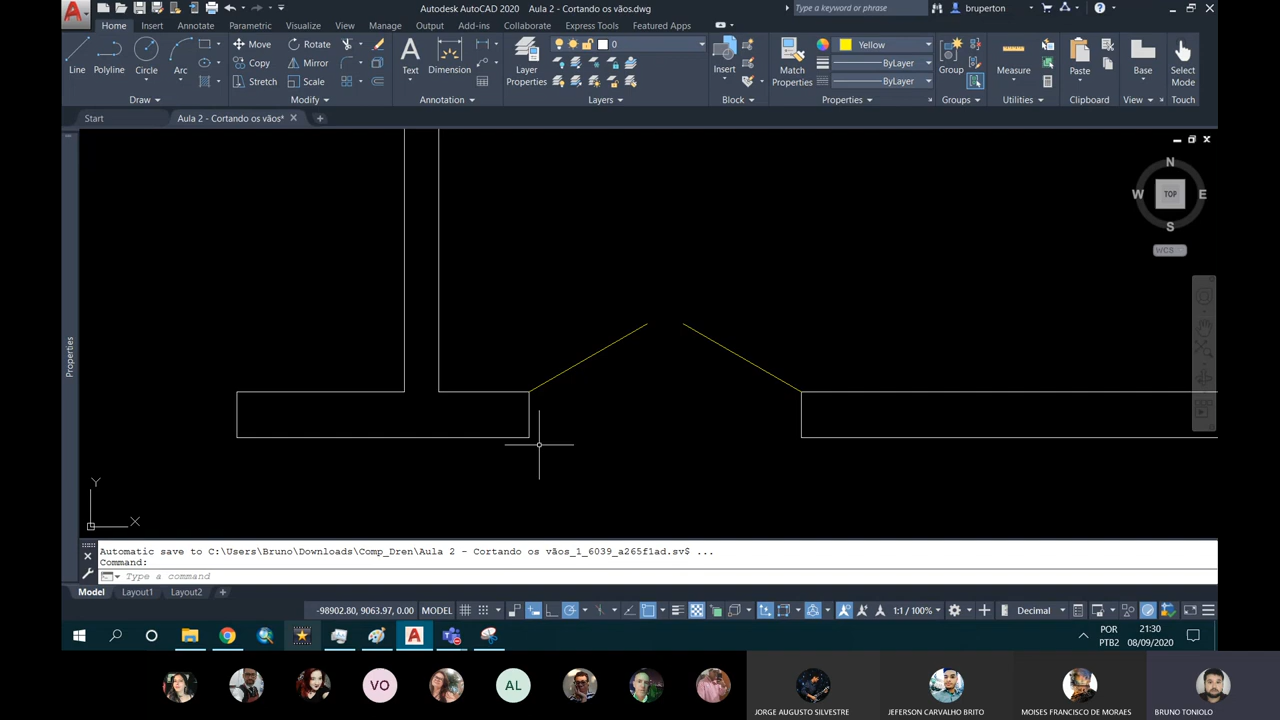 Autodesk AutoCAD 2020 Aula 2 - Cortando os vãos.dwg
Type a keyword or phrase
bruperton
Home Insert Annotate Parametric Visualize View Manage Output Add-ins Collaborate Express Tools Featured Apps
Line Polyline Circle Arc
Move Rotate
Copy Mirror
Stretch Scale
Text Dimension
Layer Properties
0
Insert
Match Properties
Yellow
ByLayer
ByLayer
Group
Measure
Paste
Base
Select Mode
Draw Modify Annotation Layers Block Properties Groups Utilities Clipboard View Touch
Start Aula 2 - Cortando os vãos*
N
W TOP E
S
WCS
Properties
Y
X
Automatic save to C:\Users\Bruno\Downloads\Comp_Dren\Aula 2 - Cortando os vãos_1_6039_a265f1ad.sv$ ...
Command:
Type a command
Model Layout1 Layout2
-98902.80, 9063.97, 0.00 MODEL 1:1 / 100% Decimal
POR 21:30
PTB2 08/09/2020
VO AL
JORGE AUGUSTO SILVESTRE JEFERSON CARVALHO BRITO MOISES FRANCISCO DE MORAES BRUNO TONIOLO